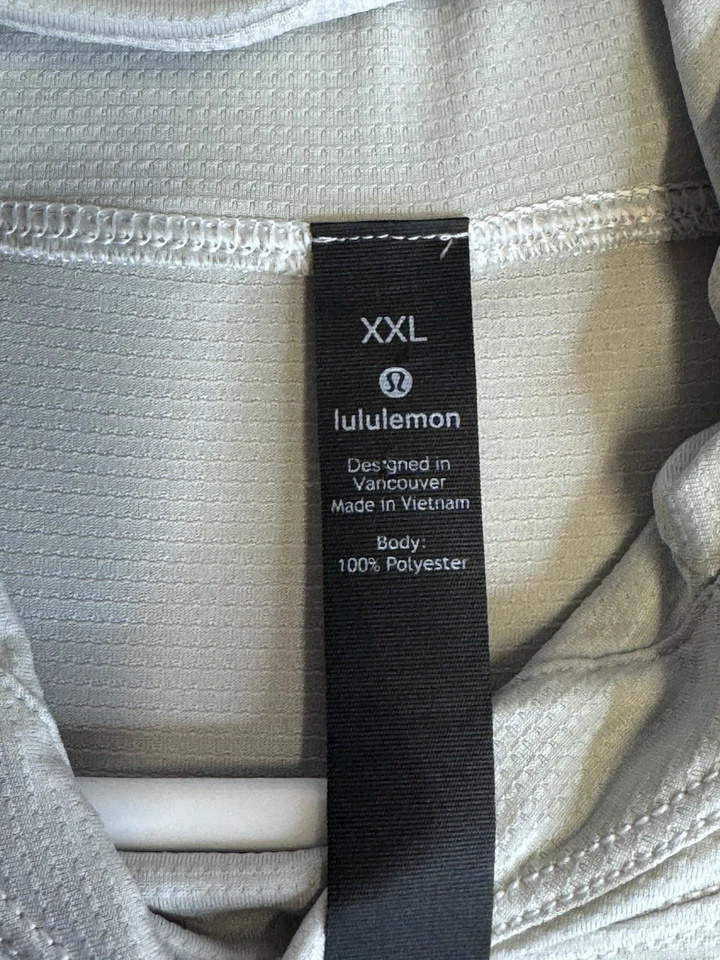 XXL
lululemon
Designed in
Vancouver
Made in Vietnam
Body:
100% Polyester